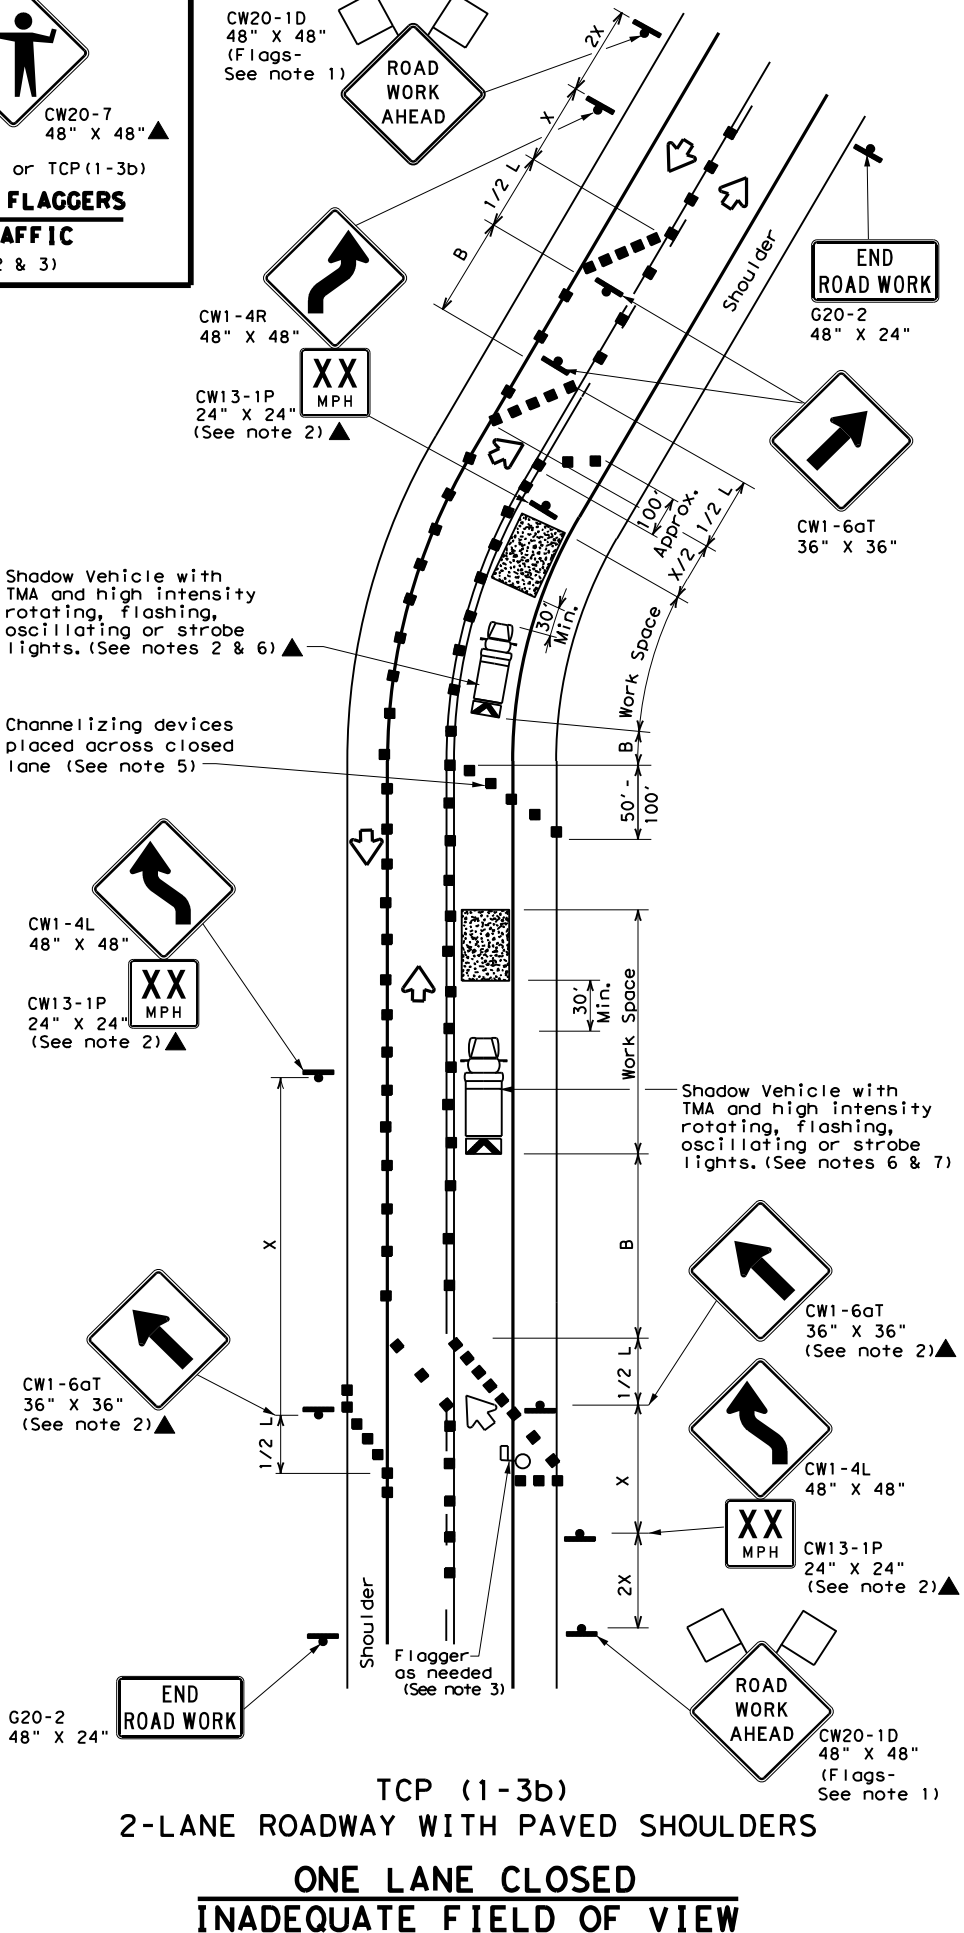 CW20-7
48" X 48"▲
or TCP(1-3b)
FLAGGERS
AFFIC
2 & 3)
CW20-1D
48" X 48"
(Flags-
See note 1)
ROAD
WORK
AHEAD
2X
X
1/2 L
B
CW1-4R
48" X 48"
XX
MPH
CW13-1P
24" X 24"
(See note 2)▲
Shoulder
END
ROAD WORK
G20-2
48" X 24"
CW1-6aT
36" X 36"
100'
Approx.
1/2 L
X/2
Shadow Vehicle with
TMA and high intensity
rotating, flashing,
oscillating or strobe
lights.(See notes 2 & 6)▲
30'
Min.
Work Space
B
50'-
100'
Channelizing devices
placed across closed
lane (See note 5)
CW1-4L
48" X 48"
XX
MPH
CW13-1P
24" X 24"
(See note 2)▲
30'
Min.
Work Space
Shadow Vehicle with
TMA and high intensity
rotating, flashing,
oscillating or strobe
lights.(See notes 6 & 7)
X
B
CW1-6aT
36" X 36"
(See note 2)▲
1/2 L
CW1-6aT
36" X 36"
(See note 2)▲
1/2 L
X
CW1-4L
48" X 48"
XX
MPH
CW13-1P
24" X 24"
(See note 2)▲
2X
Shoulder
Flagger
as needed
(See note 3)
END
ROAD WORK
G20-2
48" X 24"
ROAD
WORK
AHEAD
CW20-1D
48" X 48"
(Flags-
See note 1)
TCP (1-3b)
2-LANE ROADWAY WITH PAVED SHOULDERS
ONE LANE CLOSED
INADEQUATE FIELD OF VIEW